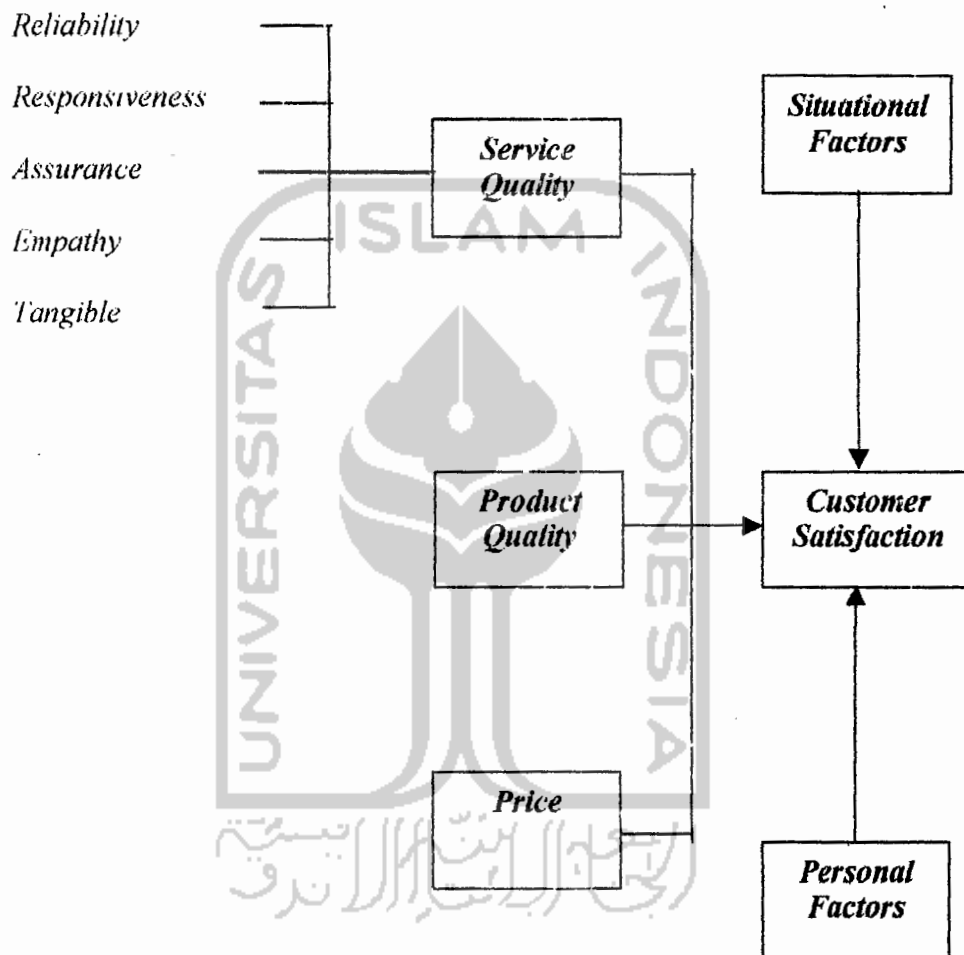 Reliability
Responsiveness
Assurance
Empathy
Tangible
Service
Quality
Situational
Factors
Product
Quality
Customer
Satisfaction
Price
Personal
Factors
UNIVERSITAS
ISLAM
INDONESIA